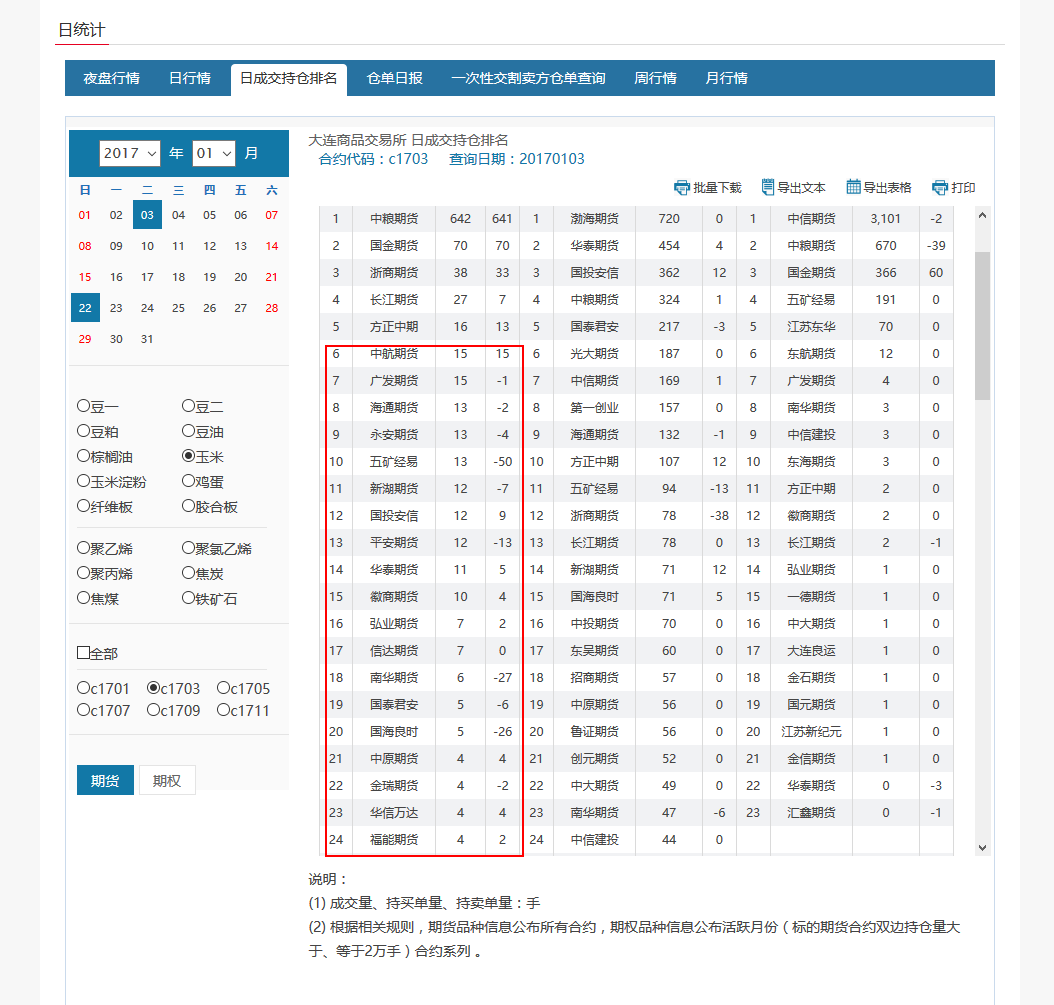 日统计
夜盘行情 日行情 日成交持仓排名 仓单日报 一次性交割卖方仓单查询 周行情 月行情
2017 年 01 月
日 一 二 三 四 五 六
01 02 03 04 05 06 07
08 09 10 11 12 13 14
15 16 17 18 19 20 21
22 23 24 25 26 27 28
29 30 31
豆一 豆二
豆粕 豆油
棕榈油 玉米
玉米淀粉 鸡蛋
纤维板 胶合板
聚乙烯 聚氯乙烯
聚丙烯 焦炭
焦煤 铁矿石
全部
c1701 c1703 c1705
c1707 c1709 c1711
期货 期权
大连商品交易所 日成交持仓排名
合约代码：c1703 查询日期：20170103
批量下载 导出文本 导出表格 打印
1 中粮期货 642 641 1 渤海期货 720 0 1 中信期货 3,101 -2
2 国金期货 70 70 2 华泰期货 454 4 2 中粮期货 670 -39
3 浙商期货 38 33 3 国投安信 362 12 3 国金期货 366 60
4 长江期货 27 7 4 中粮期货 324 1 4 五矿经易 191 0
5 方正中期 16 13 5 国泰君安 217 -3 5 江苏东华 70 0
6 中航期货 15 15 6 光大期货 187 0 6 东航期货 12 0
7 广发期货 15 -1 7 中信期货 169 1 7 广发期货 4 0
8 海通期货 13 -2 8 第一创业 157 0 8 南华期货 3 0
9 永安期货 13 -4 9 海通期货 132 -1 9 中信建投 3 0
10 五矿经易 13 -50 10 方正中期 107 12 10 东海期货 3 0
11 新湖期货 12 -7 11 五矿经易 94 -13 11 方正中期 2 0
12 国投安信 12 9 12 浙商期货 78 -38 12 徽商期货 2 0
13 平安期货 12 -13 13 长江期货 78 0 13 长江期货 2 -1
14 华泰期货 11 5 14 新湖期货 71 12 14 弘业期货 1 0
15 徽商期货 10 4 15 国海良时 71 5 15 一德期货 1 0
16 弘业期货 7 2 16 中投期货 70 0 16 中大期货 1 0
17 信达期货 7 0 17 东吴期货 60 0 17 大连良运 1 0
18 南华期货 6 -27 18 招商期货 57 0 18 金石期货 1 0
19 国泰君安 5 -6 19 中原期货 56 0 19 国元期货 1 0
20 国海良时 5 -26 20 鲁证期货 56 0 20 江苏新纪元 1 0
21 中原期货 4 4 21 创元期货 52 0 21 金信期货 1 0
22 金瑞期货 4 -2 22 中大期货 49 0 22 华泰期货 0 -3
23 华信万达 4 4 23 南华期货 47 -6 23 汇鑫期货 0 -1
24 福能期货 4 2 24 中信建投 44 0
说明：
(1) 成交量、持买单量、持卖单量：手
(2) 根据相关规则，期货品种信息公布所有合约，期权品种信息公布活跃月份（标的期货合约双边持仓量大
于、等于2万手）合约系列 。